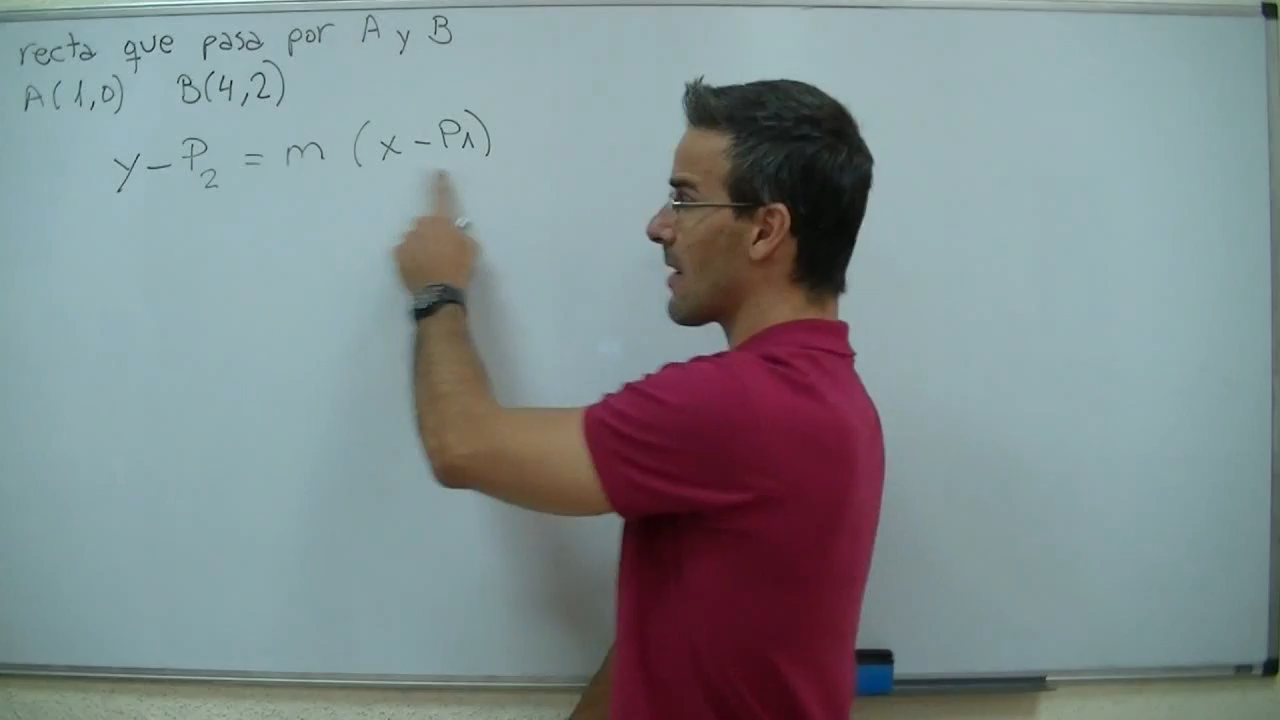 recta que pasa por A y B
A(1,0) B(4,2)
y-P₂ = m (x-P1)